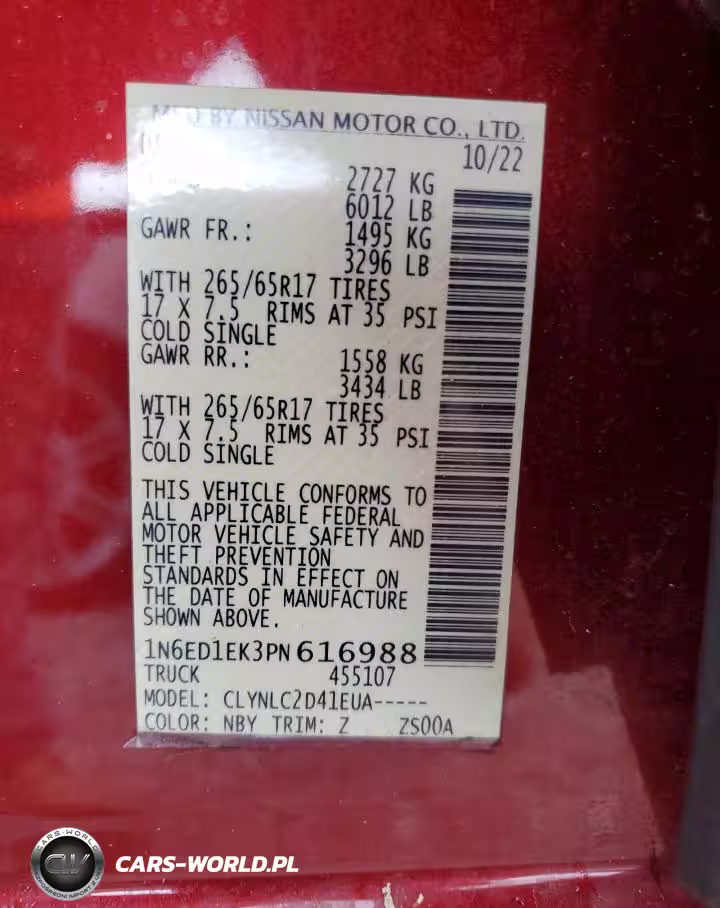 MFD BY NISSAN MOTOR CO., LTD.
10/22
2727 KG
6012 LB
GAWR FR.: 1495 KG
3296 LB
WITH 265/65R17 TIRES
17 X 7.5 RIMS AT 35 PSI
COLD SINGLE
GAWR RR.: 1558 KG
3434 LB
WITH 265/65R17 TIRES
17 X 7.5 RIMS AT 35 PSI
COLD SINGLE
THIS VEHICLE CONFORMS TO
ALL APPLICABLE FEDERAL
MOTOR VEHICLE SAFETY AND
THEFT PREVENTION
STANDARDS IN EFFECT ON
THE DATE OF MANUFACTURE
SHOWN ABOVE.
1N6ED1EK3PN616988
TRUCK 455107
MODEL: CLYNLC2D41EUA-----
COLOR: NBY TRIM: Z ZS00A
CARS-WORLD
CW
CARS-WORLD.PL